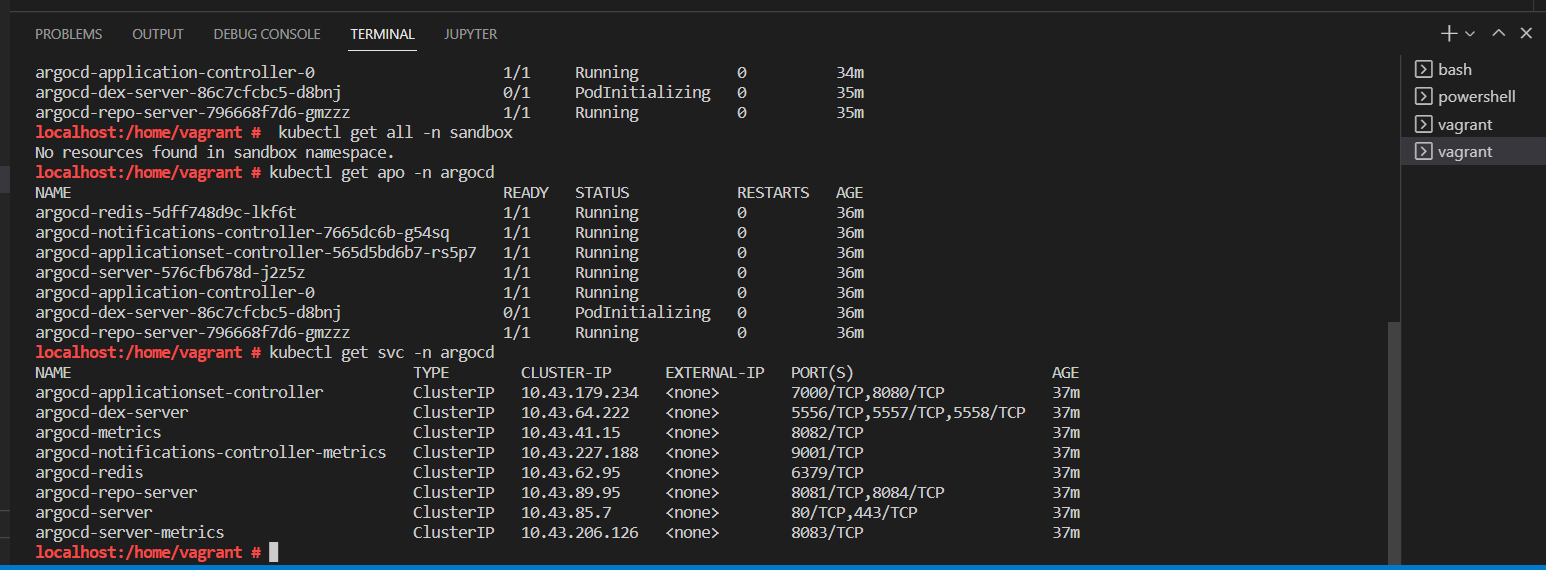 PROBLEMS OUTPUT DEBUG CONSOLE TERMINAL JUPYTER
argocd-application-controller-0 1/1 Running 0 34m
argocd-dex-server-86c7cfcbc5-d8bnj 0/1 PodInitializing 0 35m
argocd-repo-server-796668f7d6-gmzzz 1/1 Running 0 35m
localhost:/home/vagrant #  kubectl get all -n sandbox
No resources found in sandbox namespace.
localhost:/home/vagrant # kubectl get apo -n argocd
NAME READY STATUS RESTARTS AGE
argocd-redis-5dff748d9c-lkf6t 1/1 Running 0 36m
argocd-notifications-controller-7665dc6b-g54sq 1/1 Running 0 36m
argocd-applicationset-controller-565d5bd6b7-rs5p7 1/1 Running 0 36m
argocd-server-576cfb678d-j2z5z 1/1 Running 0 36m
argocd-application-controller-0 1/1 Running 0 36m
argocd-dex-server-86c7cfcbc5-d8bnj 0/1 PodInitializing 0 36m
argocd-repo-server-796668f7d6-gmzzz 1/1 Running 0 36m
localhost:/home/vagrant # kubectl get svc -n argocd
NAME TYPE CLUSTER-IP EXTERNAL-IP PORT(S) AGE
argocd-applicationset-controller ClusterIP 10.43.179.234 <none> 7000/TCP,8080/TCP 37m
argocd-dex-server ClusterIP 10.43.64.222 <none> 5556/TCP,5557/TCP,5558/TCP 37m
argocd-metrics ClusterIP 10.43.41.15 <none> 8082/TCP 37m
argocd-notifications-controller-metrics ClusterIP 10.43.227.188 <none> 9001/TCP 37m
argocd-redis ClusterIP 10.43.62.95 <none> 6379/TCP 37m
argocd-repo-server ClusterIP 10.43.89.95 <none> 8081/TCP,8084/TCP 37m
argocd-server ClusterIP 10.43.85.7 <none> 80/TCP,443/TCP 37m
argocd-server-metrics ClusterIP 10.43.206.126 <none> 8083/TCP 37m
localhost:/home/vagrant #
bash
powershell
vagrant
vagrant